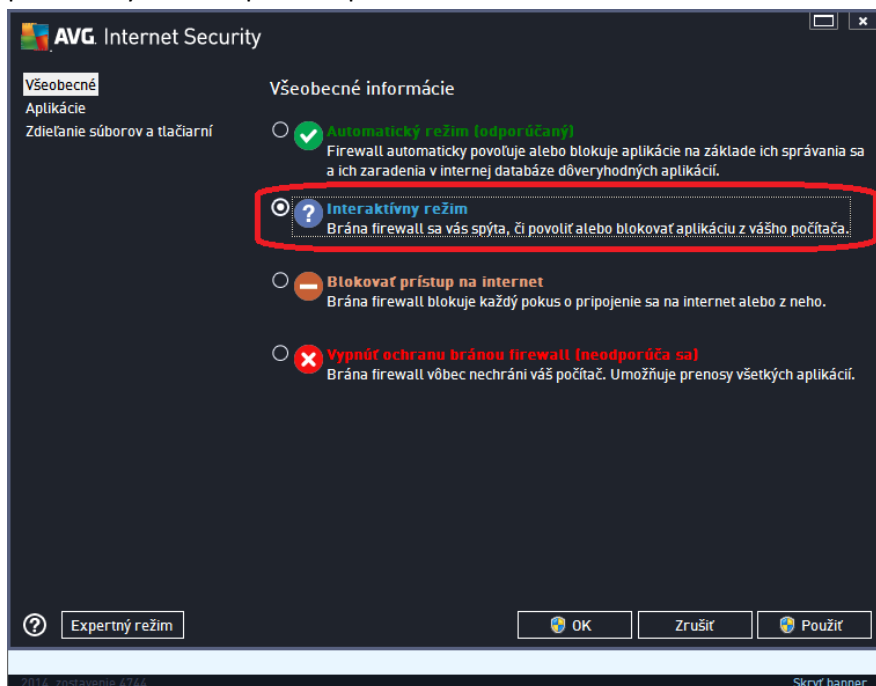 AVG. Internet Security
Všeobecné
Aplikácie
Zdieľanie súborov a tlačiarní
Všeobecné informácie
Automatický režim (odporúčaný)
Firewall automaticky povoľuje alebo blokuje aplikácie na základe ich správania sa
a ich zaradenia v internej databáze dôveryhodných aplikácií.
Interaktívny režim
Brána firewall sa vás spýta, či povoliť alebo blokovať aplikáciu z vášho počítača.
Blokovať prístup na internet
Brána firewall blokuje každý pokus o pripojenie sa na internet alebo z neho.
Vypnúť ochranu bránou firewall (neodporúča sa)
Brána firewall vôbec nechráni váš počítač. Umožňuje prenosy všetkých aplikácií.
Expertný režim
OK
Zrušiť
Použiť
2014, zostavenie 4744
Skryť banner